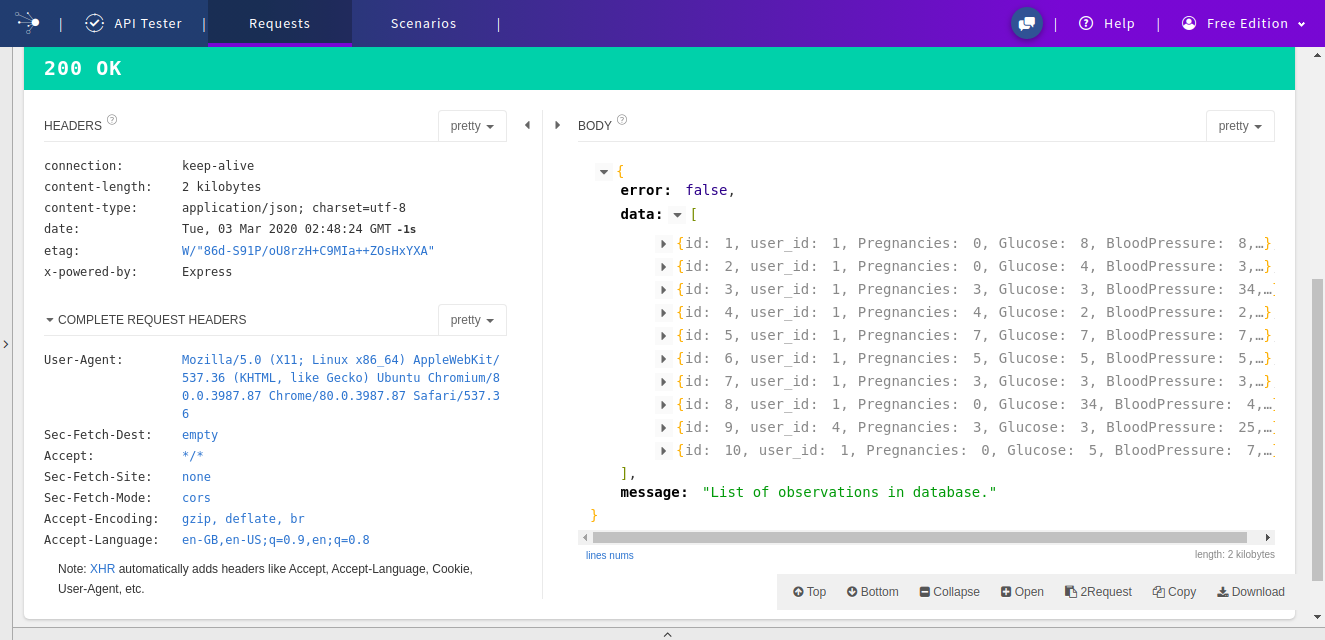 | API Tester | Requests Scenarios | | Help | Free Edition
200 OK
HEADERS ? pretty
connection: keep-alive
content-length: 2 kilobytes
content-type: application/json; charset=utf-8
date: Tue, 03 Mar 2020 02:48:24 GMT -1s
etag: W/"86d-S91P/oU8rzH+C9MIa++ZOsHxYXA"
x-powered-by: Express
COMPLETE REQUEST HEADERS pretty
User-Agent: Mozilla/5.0 (X11; Linux x86_64) AppleWebKit/
537.36 (KHTML, like Gecko) Ubuntu Chromium/8
0.0.3987.87 Chrome/80.0.3987.87 Safari/537.3
6
Sec-Fetch-Dest: empty
Accept: */*
Sec-Fetch-Site: none
Sec-Fetch-Mode: cors
Accept-Encoding: gzip, deflate, br
Accept-Language: en-GB,en-US;q=0.9,en;q=0.8
Note: XHR automatically adds headers like Accept, Accept-Language, Cookie,
User-Agent, etc.
BODY ? pretty
{
error: false,
data: [
{id: 1, user_id: 1, Pregnancies: 0, Glucose: 8, BloodPressure: 8,…}
{id: 2, user_id: 1, Pregnancies: 0, Glucose: 4, BloodPressure: 3,…}
{id: 3, user_id: 1, Pregnancies: 3, Glucose: 3, BloodPressure: 34,…}
{id: 4, user_id: 1, Pregnancies: 4, Glucose: 2, BloodPressure: 2,…}
{id: 5, user_id: 1, Pregnancies: 7, Glucose: 7, BloodPressure: 7,…}
{id: 6, user_id: 1, Pregnancies: 5, Glucose: 5, BloodPressure: 5,…}
{id: 7, user_id: 1, Pregnancies: 3, Glucose: 3, BloodPressure: 3,…}
{id: 8, user_id: 1, Pregnancies: 0, Glucose: 34, BloodPressure: 4,…
{id: 9, user_id: 4, Pregnancies: 3, Glucose: 3, BloodPressure: 25,…}
{id: 10, user_id: 1, Pregnancies: 0, Glucose: 5, BloodPressure: 7,…
],
message: "List of observations in database."
}
lines nums length: 2 kilobytes
Top Bottom Collapse Open 2Request Copy Download